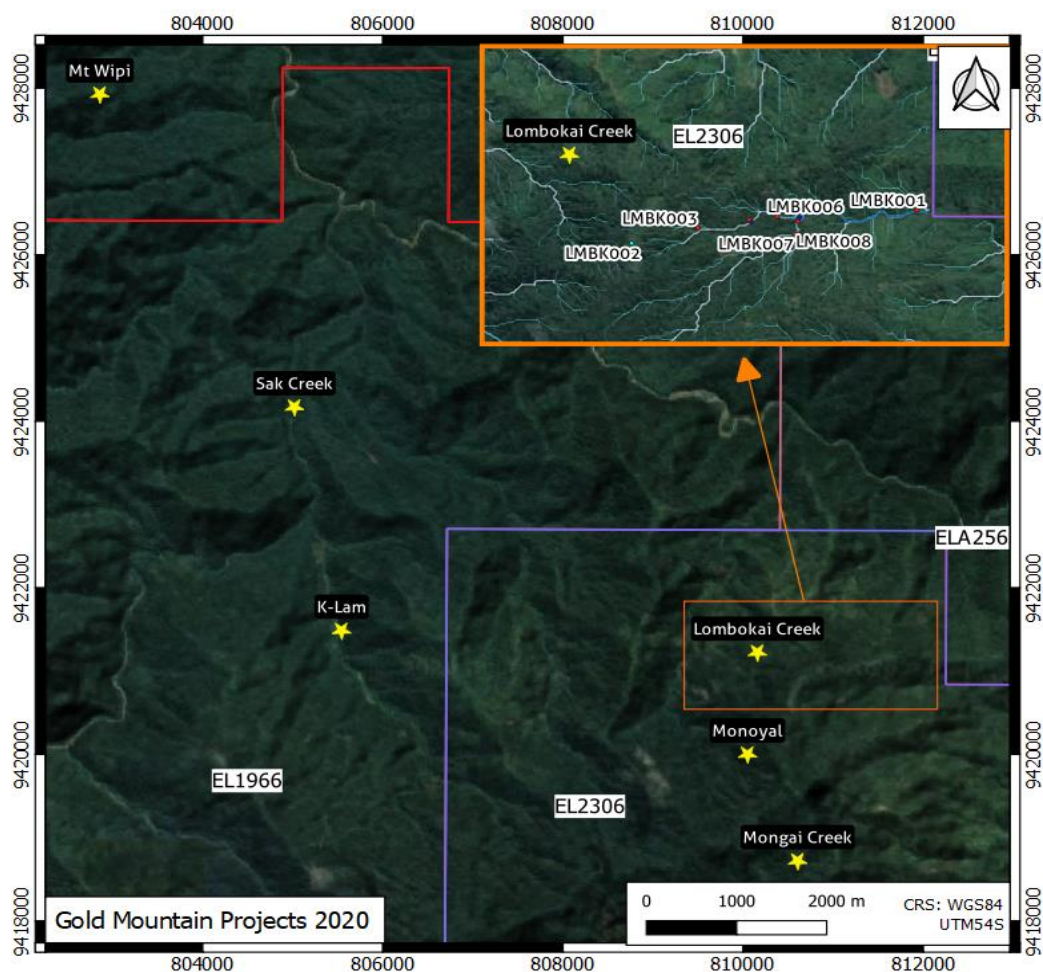 804000
806000
808000
810000
812000
Mt Wipi
9428000
9428000
Lombokai Creek
EL2306
LMBK003
LMBK006
LMBK001
LMBK002
LMBK007
LMBK008
9426000
9426000
Sak Creek
9424000
9424000
ELA256
9422000
9422000
K-Lam
Lombokai Creek
Monoyal
9420000
9420000
EL1966
EL2306
Mongai Creek
Gold Mountain Projects 2020
0 1000 2000 m
CRS: WGS84
UTM54S
9418000
9418000
804000
806000
808000
810000
812000